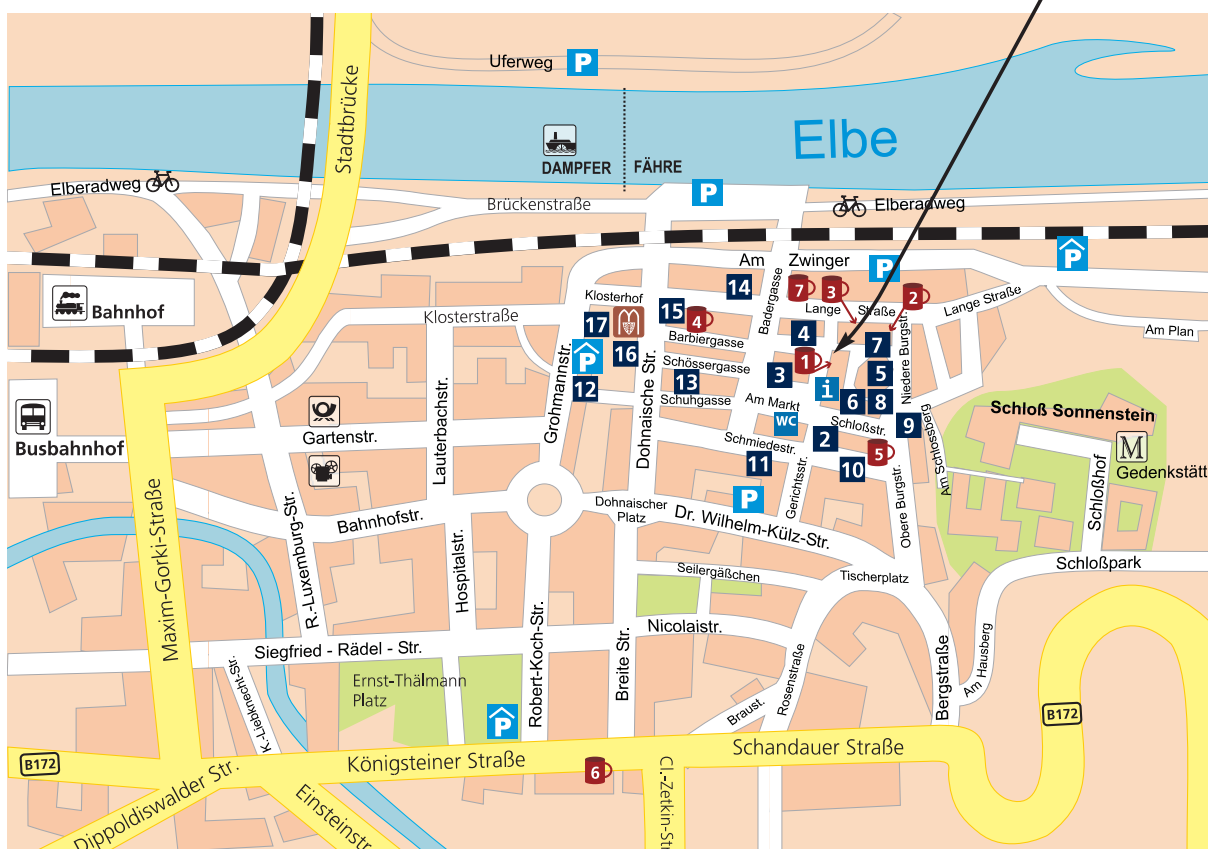 Uferweg
P
Stadtbrücke
Elbe
DAMPFER
FÄHRE
Elberadweg
P
Brückenstraße
Elberadweg
P
Am Zwinger
P
Bahnhof
Klosterhof
14
7
3
2
Lange Straße
Lange Straße
Badergasse
Klosterstraße
17
15
4
Barbiergasse
4
7
Am Plan
P
16
Schössergasse
3
1
5
Niedere Burgstr.
12
13
Schuhgasse
i
6
8
Am Markt
WC
Schloßstr.
9
Am Schlossberg
Schloß Sonnenstein
M
Gedenkstätt
Schloßhof
Busbahnhof
Gartenstr.
Lauterbachstr.
Grohmannstr.
Dohnaische Str.
Schmiedestr.
2
5
11
10
Gerichtsstr.
Obere Burgstr.
P
Dohnaischer
Platz
Dr. Wilhelm-Külz-Str.
Bahnhofstr.
Maxim-Gorki-Straße
R.-Luxemburg-Str.
Hospitalstr.
Seilergäßchen
Tischerplatz
Schloßpark
Nicolaistr.
Siegfried - Rädel - Str.
Robert-Koch-Str.
Breite Str.
Rosenstraße
Bergstraße
Am Hausberg
K.-Liebknecht-Str.
Ernst-Thälmann
Platz
P
Braust.
B172
B172
Königsteiner Straße
6
Schandauer Straße
Dippoldiswalder Str.
Einsteinstr.
Cl.-Zetkin-Str